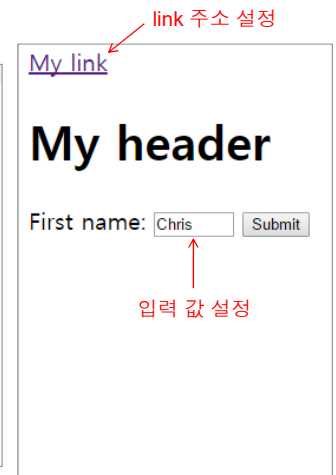 link 주소 설정
My link
My header
First name: Chris Submit
입력 값 설정